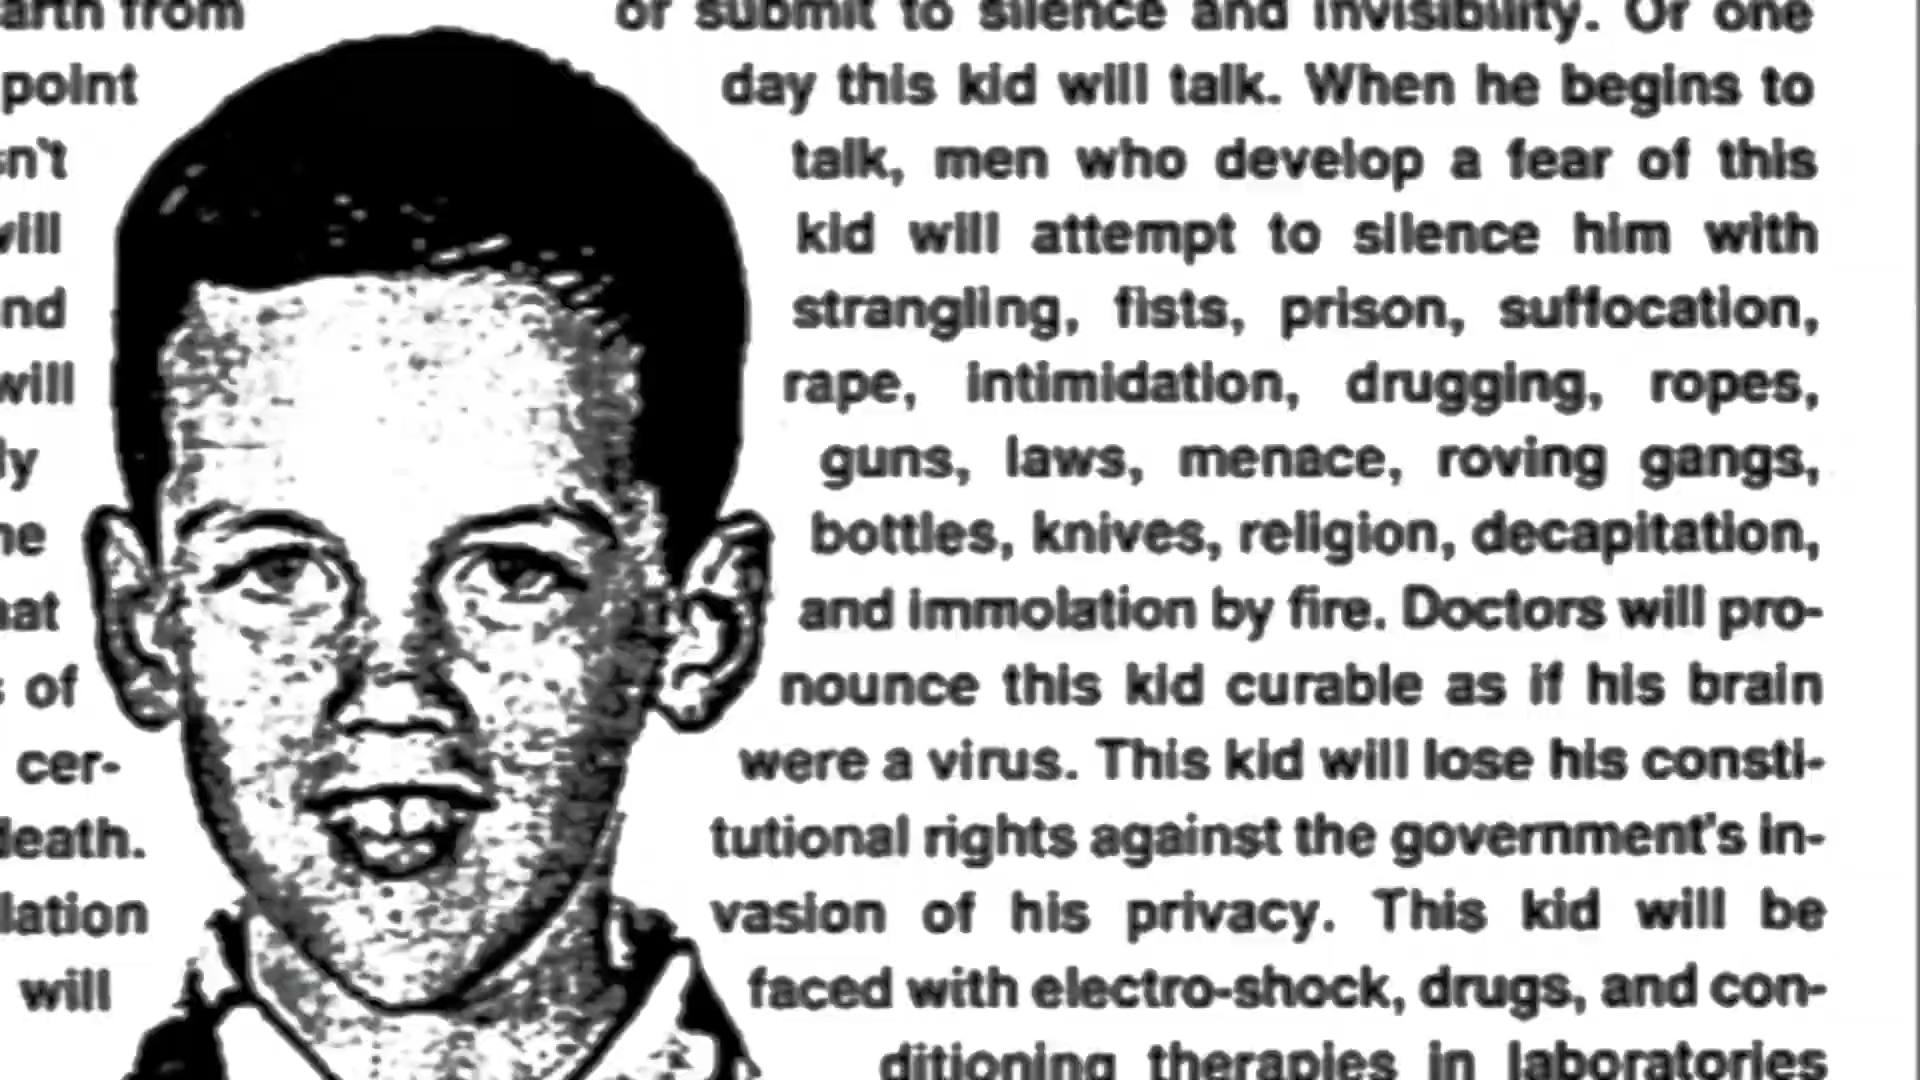 arth from
point
sn't
will
nd
will
ly
ne
hat
s of
cer-
death.
lation
will
or submit to silence and invisibility. Or one
day this kid will talk. When he begins to
talk, men who develop a fear of this
kid will attempt to silence him with
strangling, fists, prison, suffocation,
rape, intimidation, drugging, ropes,
guns, laws, menace, roving gangs,
bottles, knives, religion, decapitation,
and immolation by fire. Doctors will pro-
nounce this kid curable as if his brain
were a virus. This kid will lose his consti-
tutional rights against the government's in-
vasion of his privacy. This kid will be
faced with electro-shock, drugs, and con-
ditioning therapies in laboratories